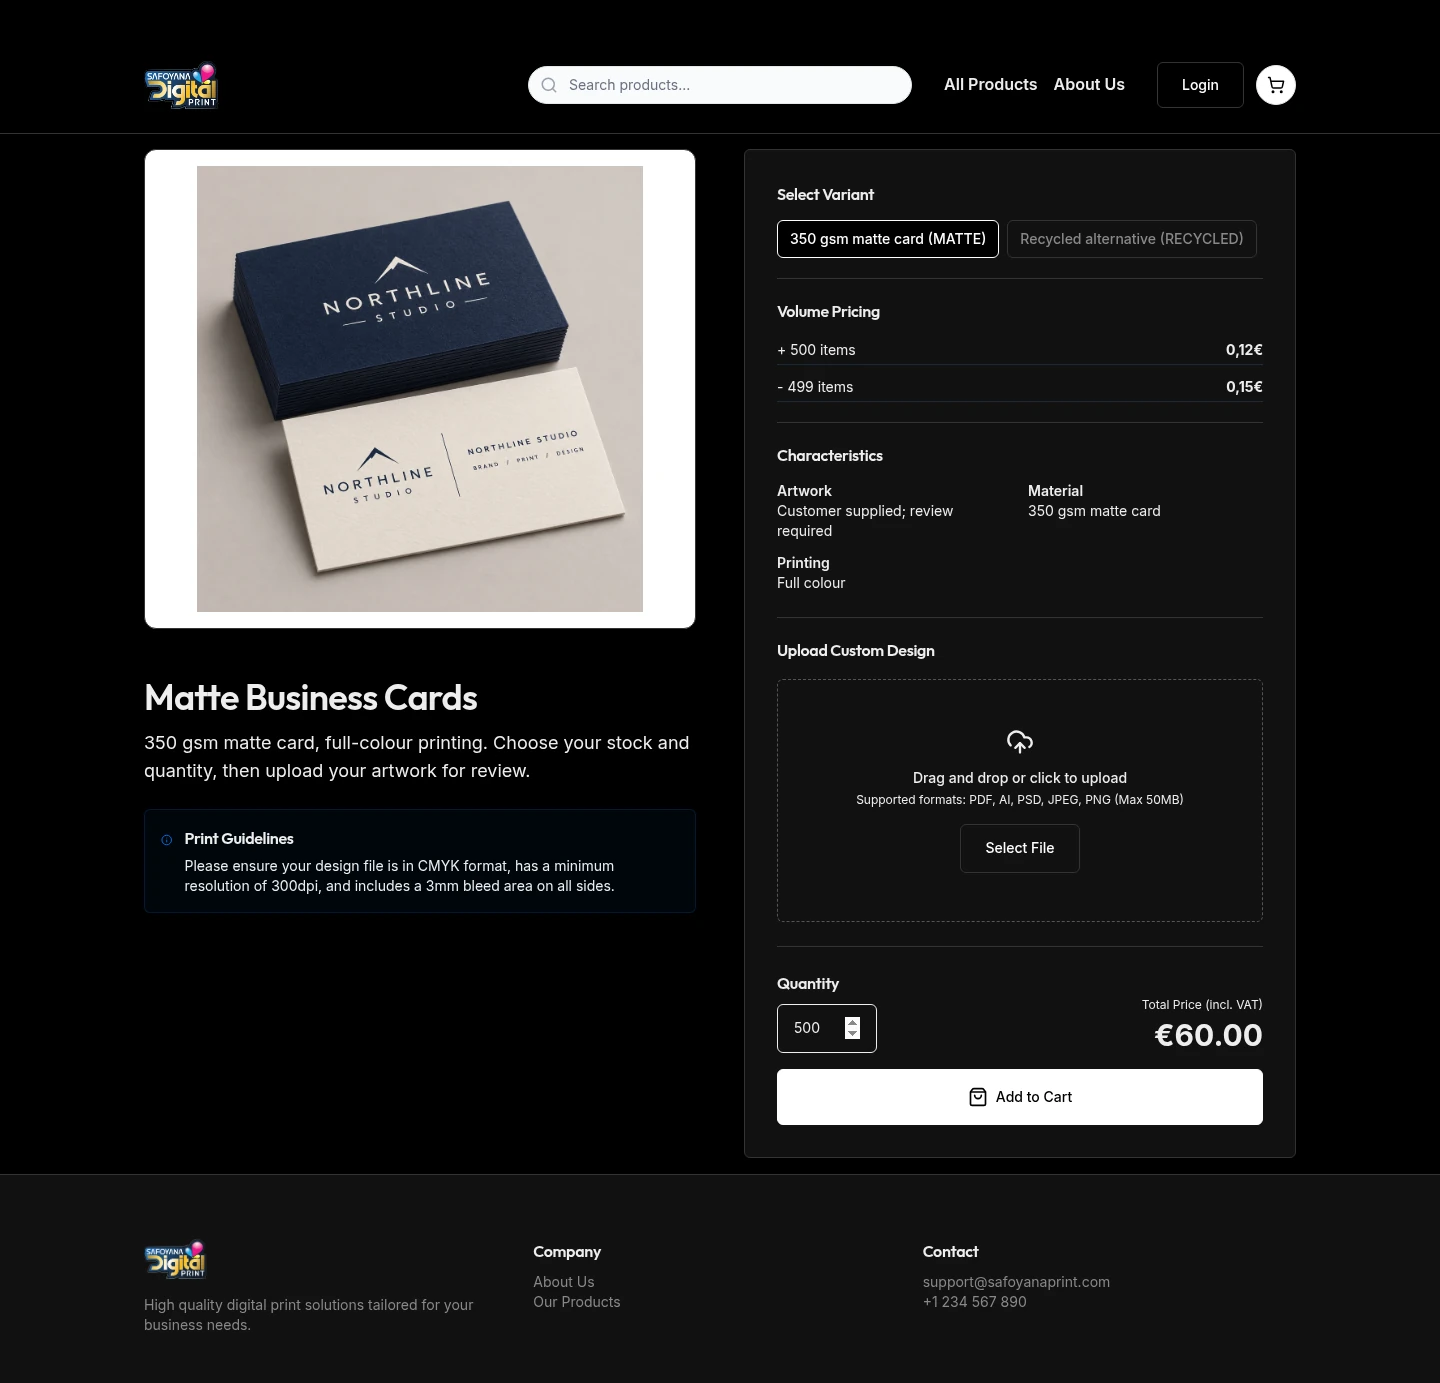 SAFOYANA
Digital
PRINT
Search products...
All Products
About Us
Login
NORTHLINE
STUDIO
NORTHLINE
STUDIO
NORTHLINE STUDIO
BRAND / PRINT / DESIGN
Matte Business Cards
350 gsm matte card, full-colour printing. Choose your stock and
quantity, then upload your artwork for review.
Print Guidelines
Please ensure your design file is in CMYK format, has a minimum
resolution of 300dpi, and includes a 3mm bleed area on all sides.
Select Variant
350 gsm matte card (MATTE)
Recycled alternative (RECYCLED)
Volume Pricing
+ 500 items 0,12€
- 499 items 0,15€
Characteristics
Artwork
Customer supplied; review
required
Material
350 gsm matte card
Printing
Full colour
Upload Custom Design
Drag and drop or click to upload
Supported formats: PDF, AI, PSD, JPEG, PNG (Max 50MB)
Select File
Quantity
500
Total Price (incl. VAT)
€60.00
Add to Cart
SAFOYANA
Digital
PRINT
High quality digital print solutions tailored for your
business needs.
Company
About Us
Our Products
Contact
support@safoyanaprint.com
+1 234 567 890